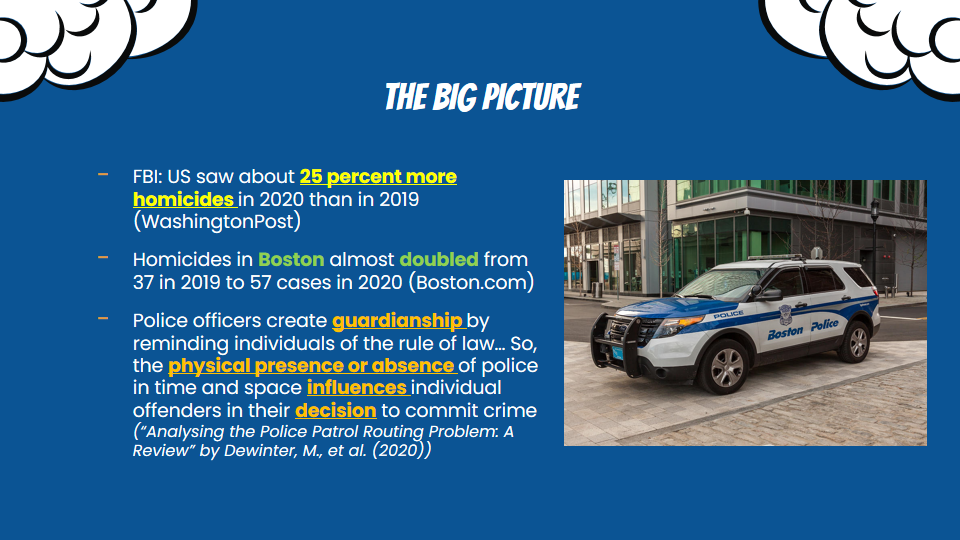 THE BIG PICTURE
– FBI: US saw about 25 percent more
homicides in 2020 than in 2019
(WashingtonPost)
– Homicides in Boston almost doubled from
37 in 2019 to 57 cases in 2020 (Boston.com)
– Police officers create guardianship by
reminding individuals of the rule of law... So,
the physical presence or absence of police
in time and space influences individual
offenders in their decision to commit crime
(“Analysing the Police Patrol Routing Problem: A
Review” by Dewinter, M., et al. (2020))
POLICE
Boston Police